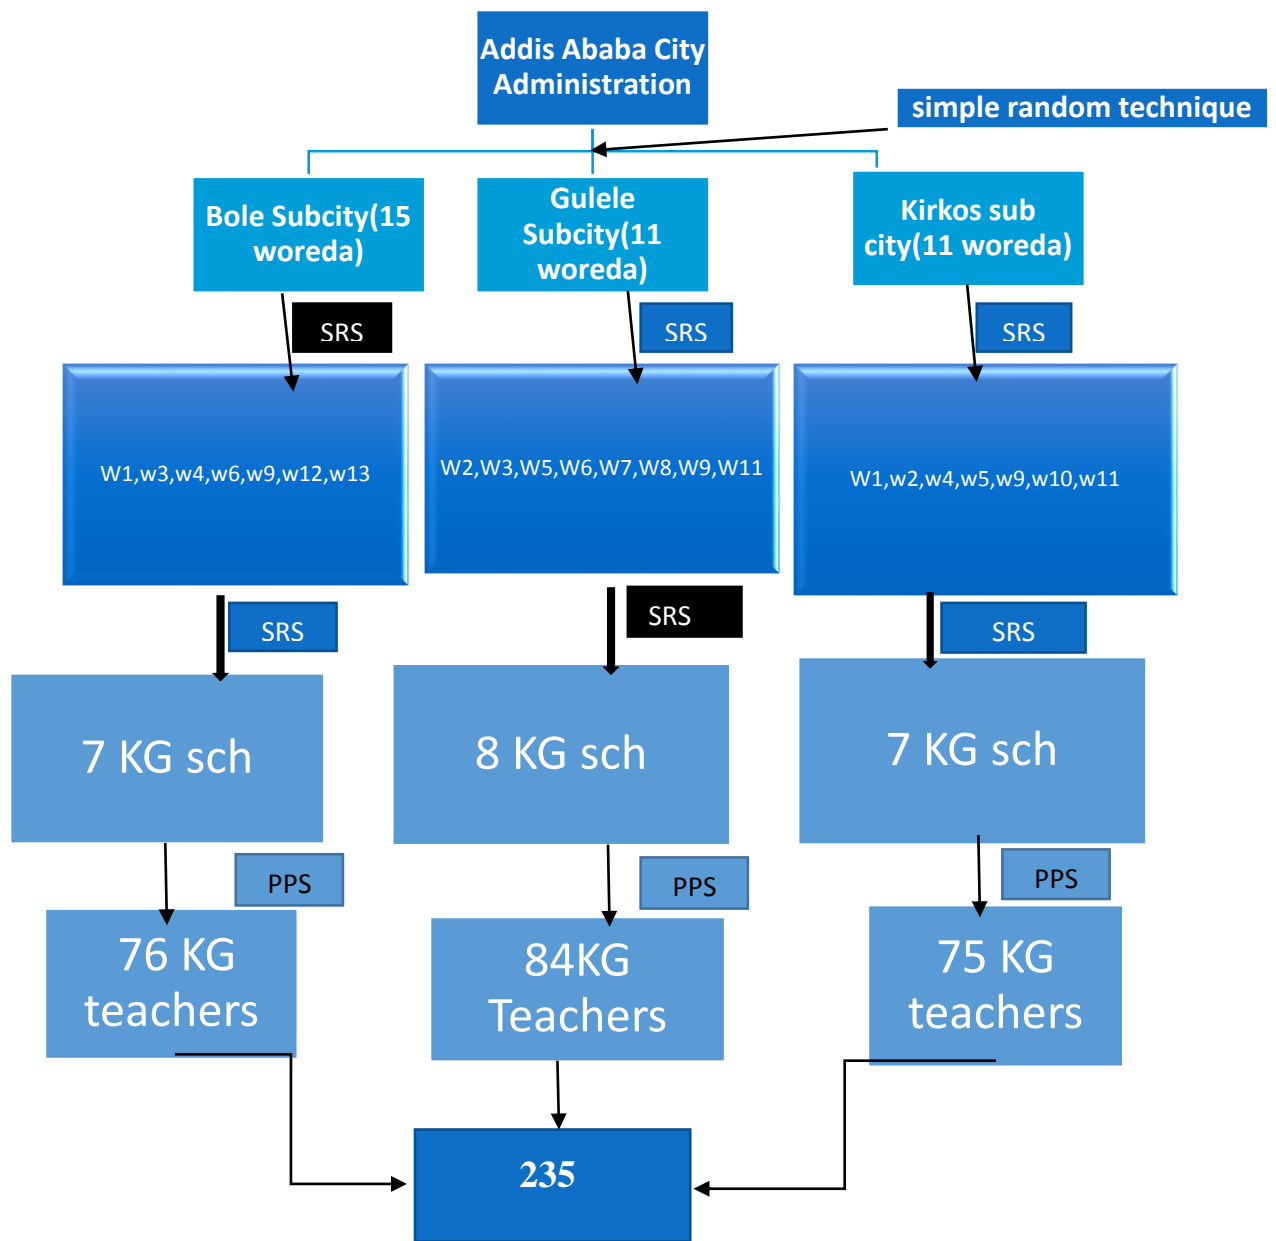 Addis Ababa City
Administration
simple random technique
Bole Subcity(15
woreda)
Gulele
Subcity(11
woreda)
Kirkos sub
city(11 woreda)
SRS
SRS
SRS
W1,w3,w4,w6,w9,w12,w13
W2,W3,W5,W6,W7,W8,W9,W11
W1,w2,w4,w5,w9,w10,w11
SRS
SRS
SRS
7 KG sch
8 KG sch
7 KG sch
PPS
PPS
PPS
76 KG
teachers
84KG
Teachers
75 KG
teachers
235